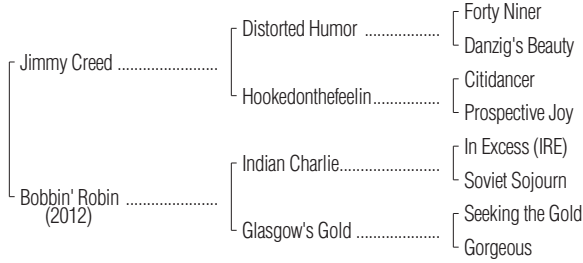 Forty Niner
Distorted Humor ..................
Danzig's Beauty
Jimmy Creed ........................
Citidancer
Hookedonthefeelin................
Prospective Joy
In Excess (IRE)
Indian Charlie........................
Soviet Sojourn
Bobbin' Robin ......................
(2012)
Seeking the Gold
Glasgow's Gold ....................
Gorgeous